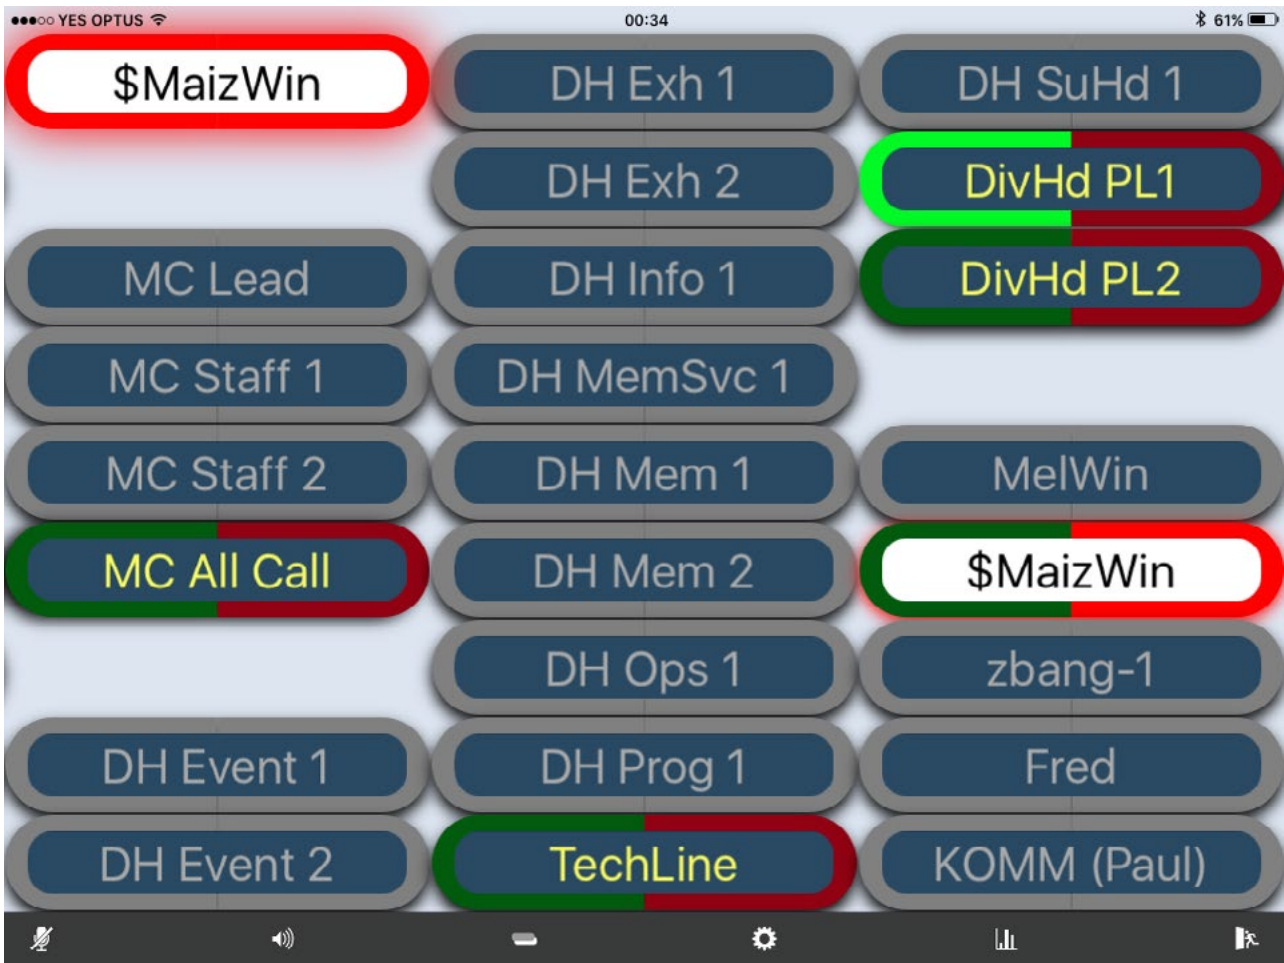 YES OPTUS 00:34 61%
$MaizWin
MC Lead
MC Staff 1
MC Staff 2
MC All Call
DH Event 1
DH Event 2
DH Exh 1
DH Exh 2
DH Info 1
DH MemSvc 1
DH Mem 1
DH Mem 2
DH Ops 1
DH Prog 1
TechLine
DH SuHd 1
DivHd PL1
DivHd PL2
MelWin
$MaizWin
zbang-1
Fred
KOMM (Paul)